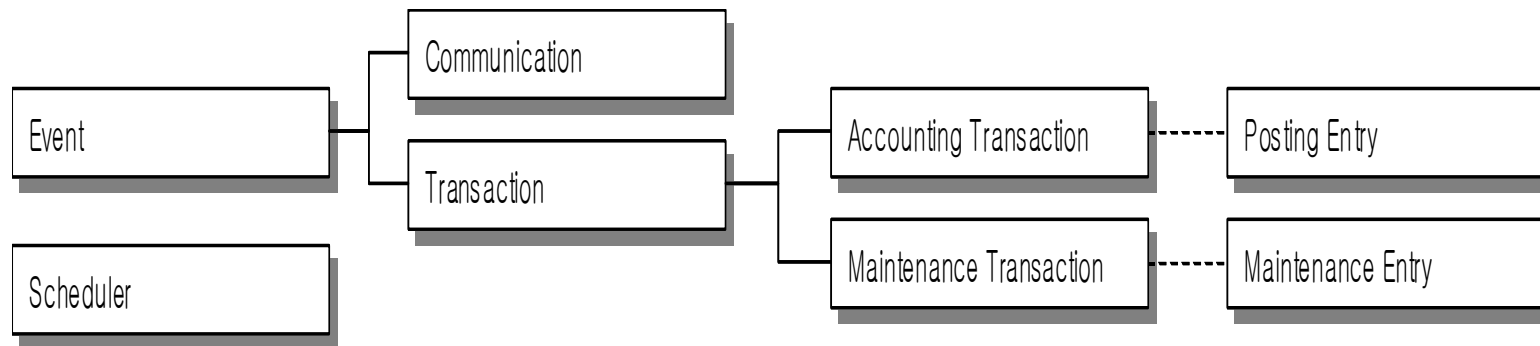 Communication
Event
Accounting Transaction
Posting Entry
Transaction
Maintenance Transaction
Maintenance Entry
Scheduler